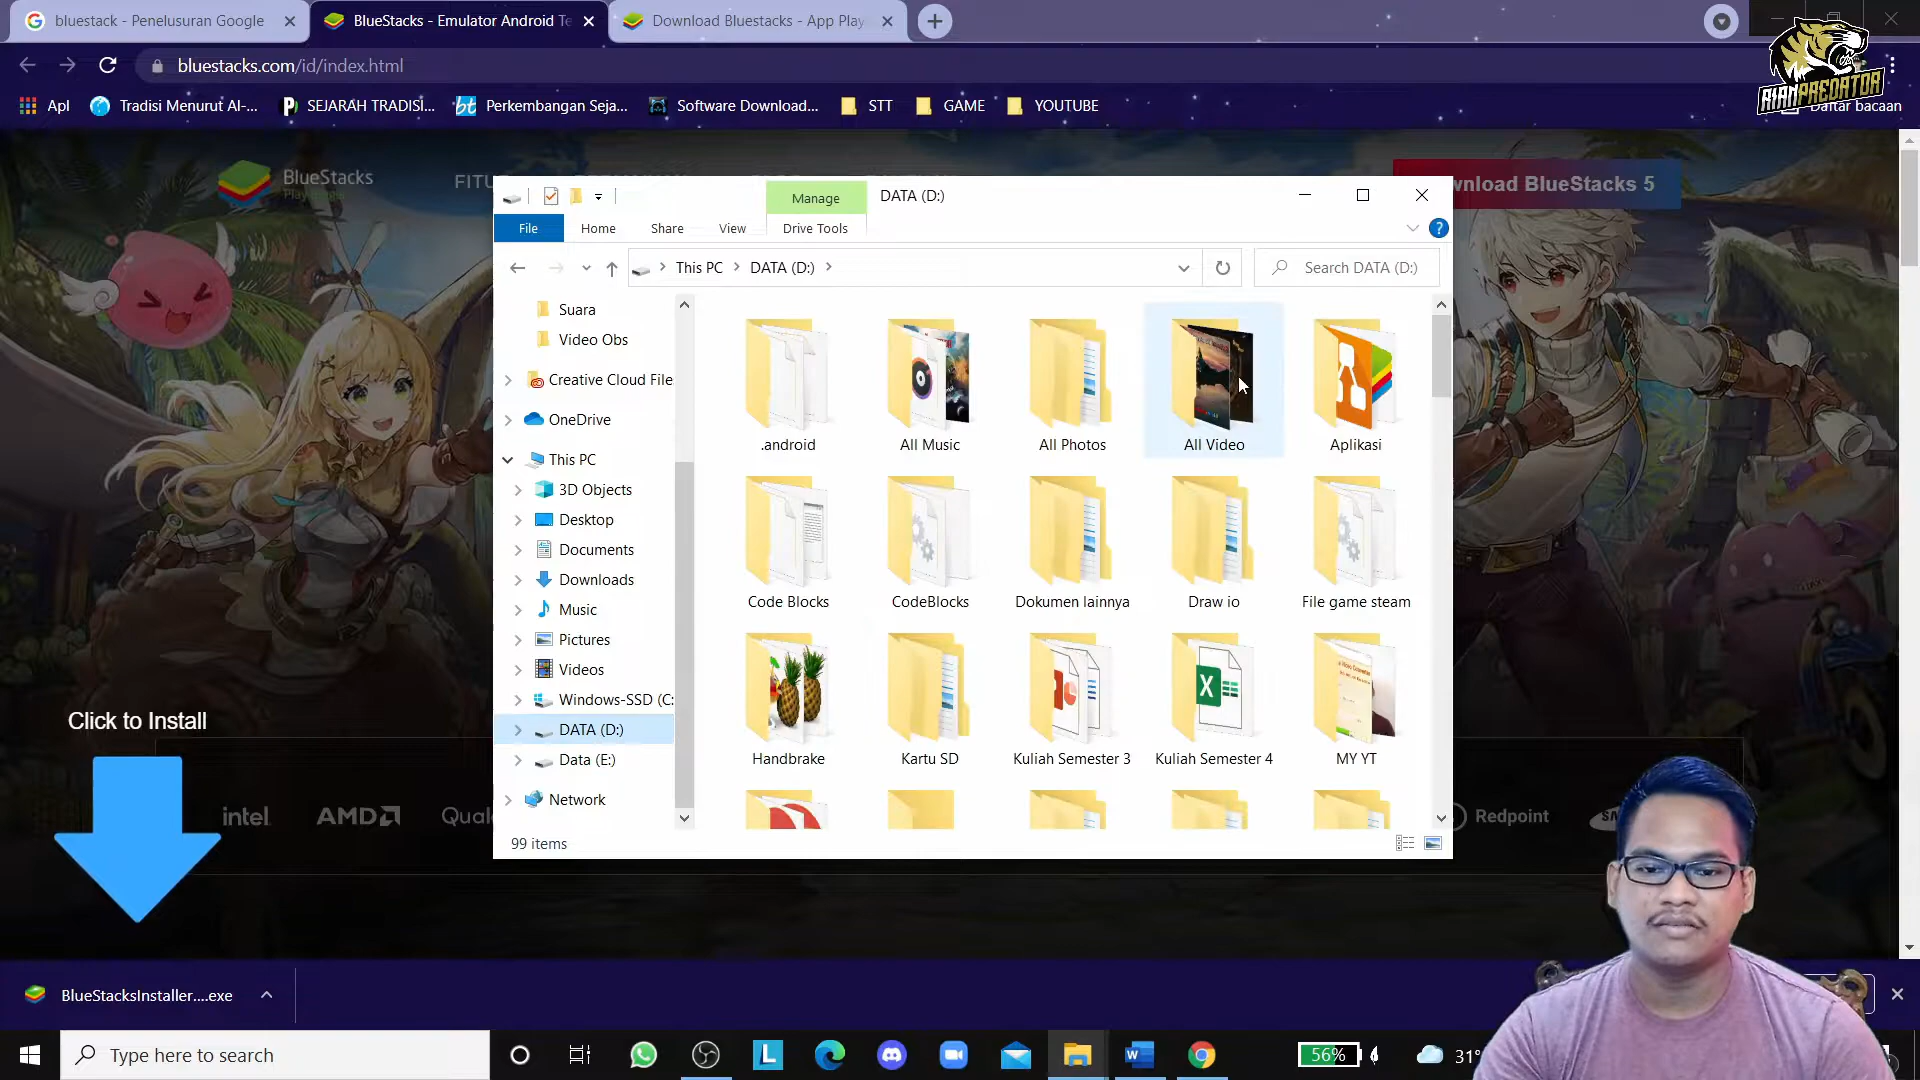 bluestack - Penelusuran Google
BlueStacks - Emulator Android Te
Download Bluestacks - App Play
bluestacks.com/id/index.html
Apl
Tradisi Menurut Al-...
SEJARAH TRADISI...
Perkembangan Seja...
Software Download...
STT
GAME
YOUTUBE
RIANPREDATOR
Daftar bacaan
BlueStacks
FITU
wnload BlueStacks 5
Manage
DATA (D:)
File
Home
Share
View
Drive Tools
This PC
DATA (D:)
Search DATA (D:)
Suara
Video Obs
Creative Cloud File
OneDrive
This PC
3D Objects
Desktop
Documents
Downloads
Music
Pictures
Videos
Windows-SSD (C:
DATA (D:)
Data (E:)
Network
.android
All Music
All Photos
All Video
Aplikasi
Code Blocks
CodeBlocks
Dokumen lainnya
Draw io
File game steam
Handbrake
Kartu SD
Kuliah Semester 3
Kuliah Semester 4
MY YT
99 items
Click to Install
intel
AMD
Qual
Redpoint
BlueStacksInstaller....exe
Type here to search
56%
31°